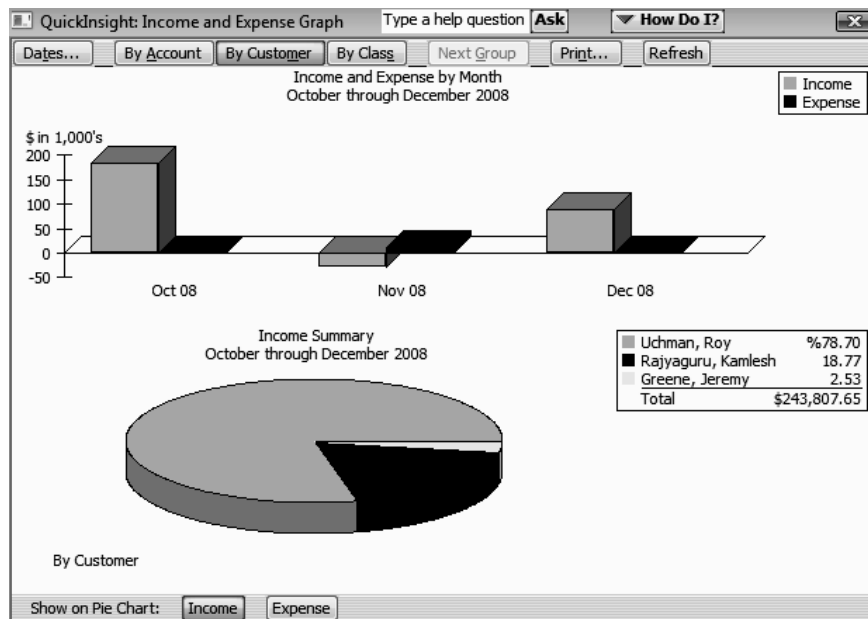 QuickInsight: Income and Expense Graph Type a help question Ask How Do I?
Dates... By Account By Customer By Class Next Group Print... Refresh
Income and Expense by Month
October through December 2008
Income
Expense
$ in 1,000's
200
150
100
50
0
-50
Oct 08 Nov 08 Dec 08
Income Summary
October through December 2008
Uchman, Roy %78.70
Rajyaguru, Kamlesh 18.77
Greene, Jeremy 2.53
Total $243,807.65
By Customer
Show on Pie Chart: Income Expense